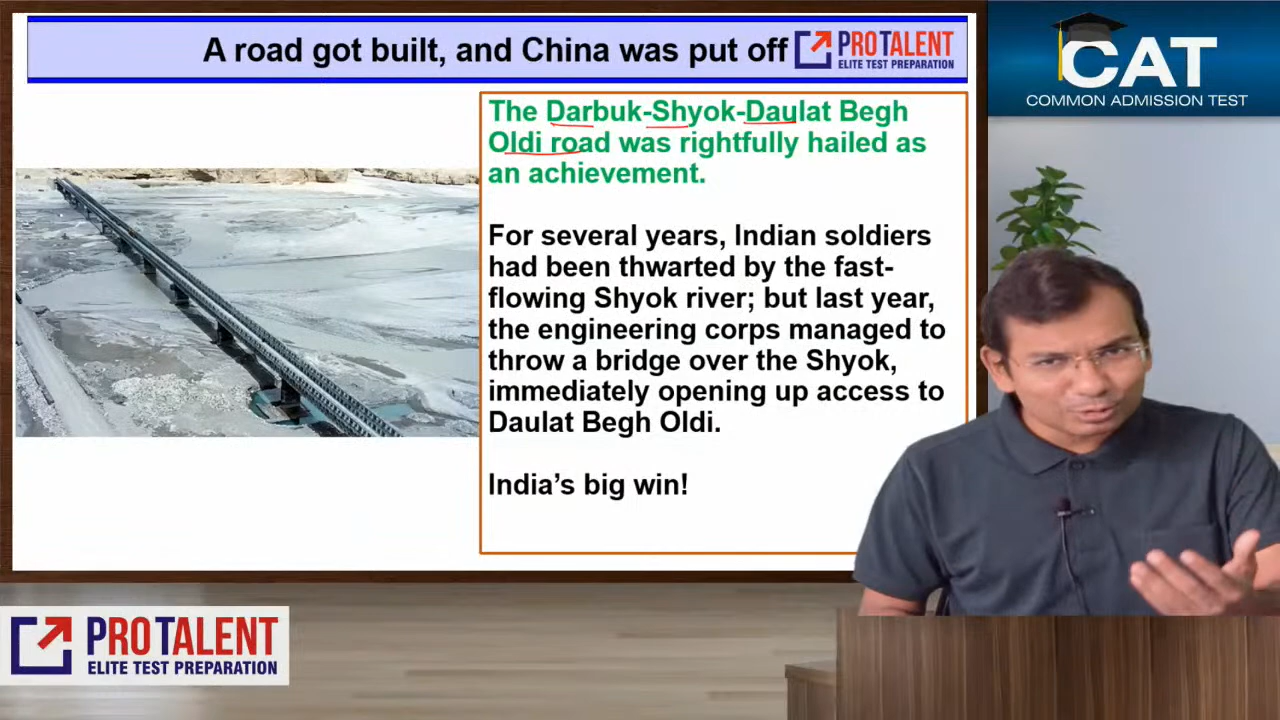 A road got built, and China was put off
PROTALENT
ELITE TEST PREPARATION
CAT
COMMON ADMISSION TEST
The Darbuk-Shyok-Daulat Begh
Oldi road was rightfully hailed as
an achievement.
For several years, Indian soldiers
had been thwarted by the fast-
flowing Shyok river; but last year,
the engineering corps managed to
throw a bridge over the Shyok,
immediately opening up access to
Daulat Begh Oldi.
India's big win!
PROTALENT
ELITE TEST PREPARATION